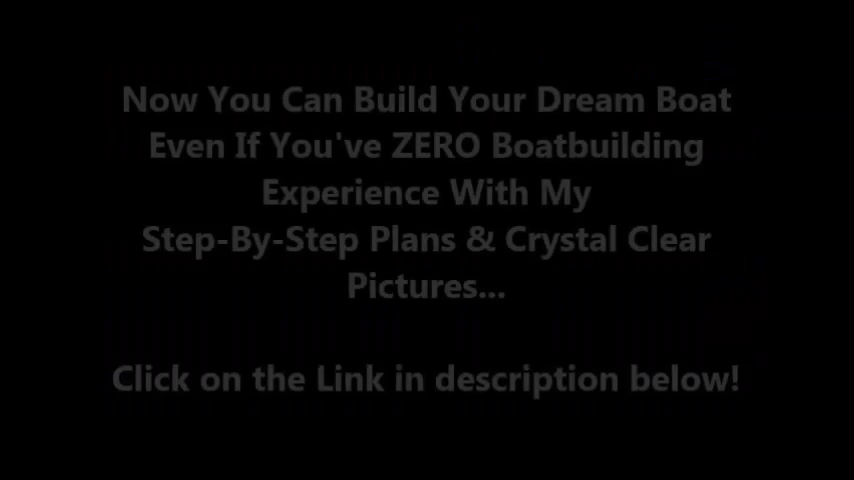 Now You Can Build Your Dream Boat
Even If You've ZERO Boatbuilding
Experience With My
Step-By-Step Plans & Crystal Clear
Pictures...
Click on the Link in description below!